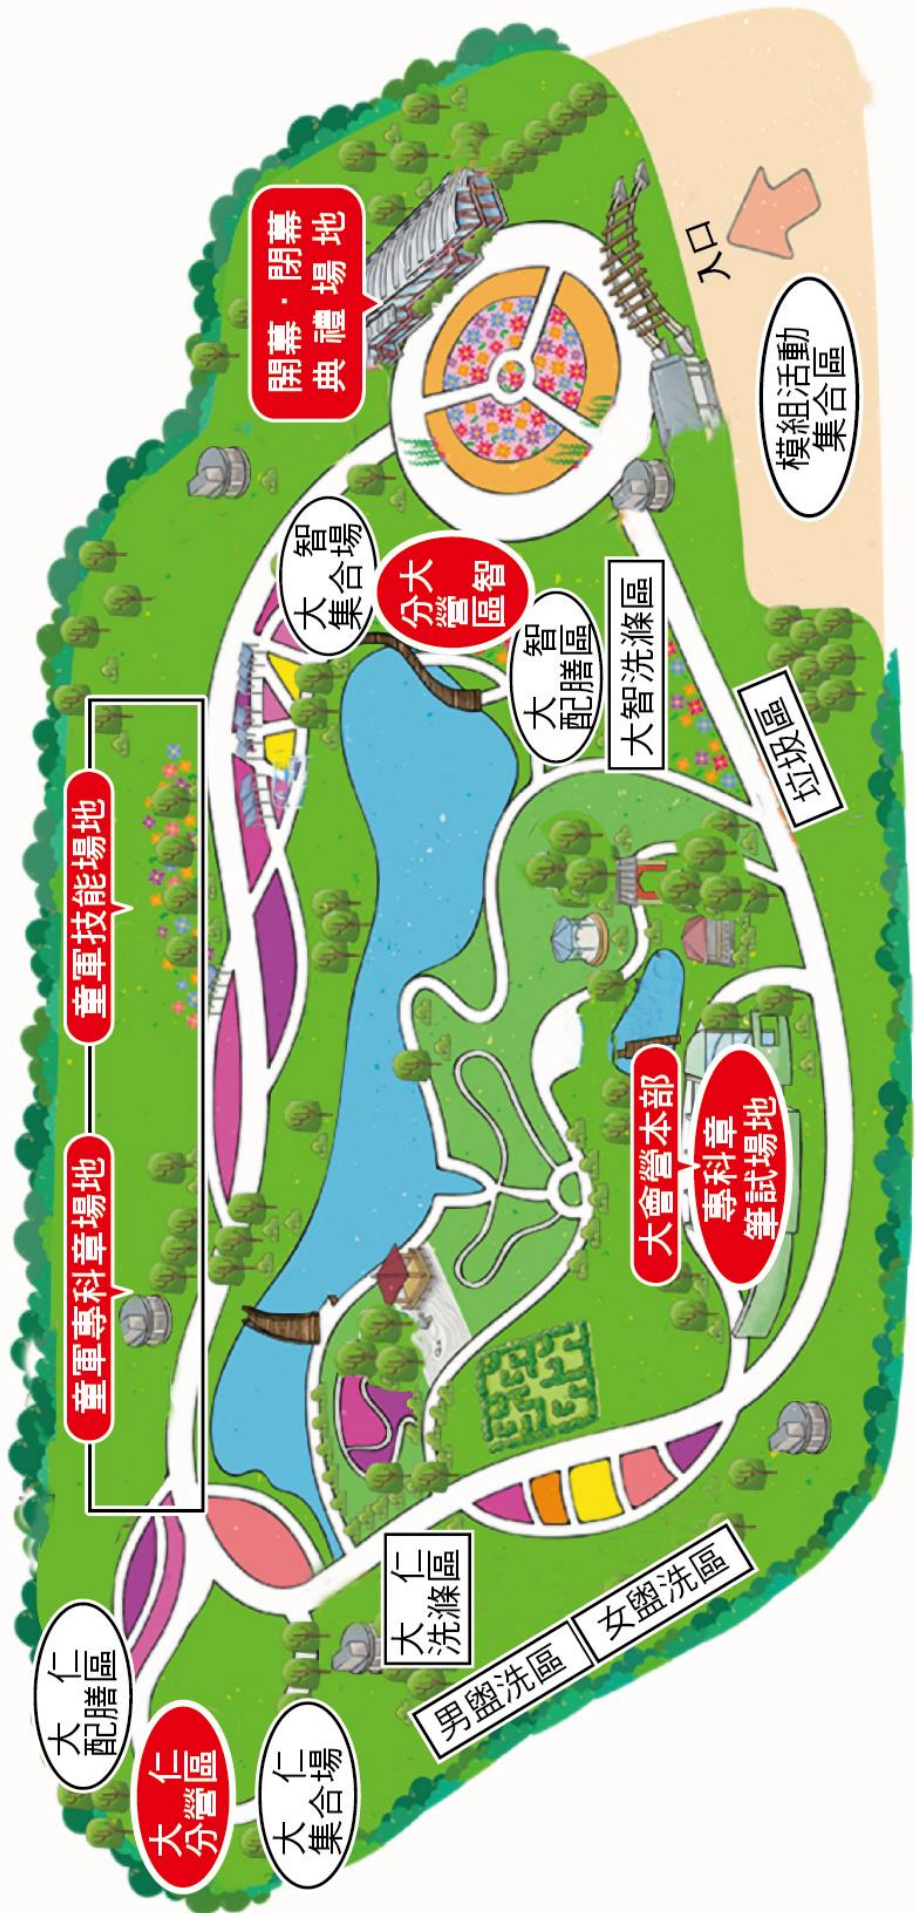 童軍專科章場地
童軍技能場地
大仁
配膳區
大仁
分營區
大仁
集合場
開幕．閉幕
典禮場地
大智
集合場
大智
分營區
大智
配膳區
大智洗滌區
大仁
洗滌區
男盥洗區
女盥洗區
大會營本部
專科章
筆試場地
垃圾區
入口
模組活動
集合區